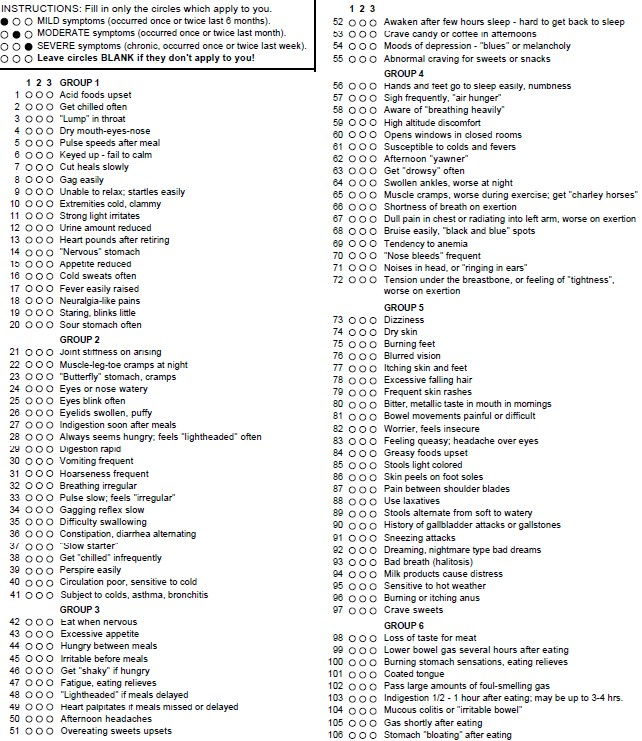 INSTRUCTIONS: Fill in only the circles which apply to you.
●○○ MILD symptoms (occurred once or twice last 6 months).
○●○ MODERATE symptoms (occurred once or twice last month).
○○● SEVERE symptoms (chronic, occurred once or twice last week).
○○○ Leave circles BLANK if they don't apply to you!
1 2 3 GROUP 1
1 ○○○ Acid foods upset
2 ○○○ Get chilled often
3 ○○○ "Lump" in throat
4 ○○○ Dry mouth-eyes-nose
5 ○○○ Pulse speeds after meal
6 ○○○ Keyed up - fail to calm
7 ○○○ Cut heals slowly
8 ○○○ Gag easily
9 ○○○ Unable to relax; startles easily
10 ○○○ Extremities cold, clammy
11 ○○○ Strong light irritates
12 ○○○ Urine amount reduced
13 ○○○ Heart pounds after retiring
14 ○○○ "Nervous" stomach
15 ○○○ Appetite reduced
16 ○○○ Cold sweats often
17 ○○○ Fever easily raised
18 ○○○ Neuralgia-like pains
19 ○○○ Staring, blinks little
20 ○○○ Sour stomach often
GROUP 2
21 ○○○ Joint stiffness on arising
22 ○○○ Muscle-leg-toe cramps at night
23 ○○○ "Butterfly" stomach, cramps
24 ○○○ Eyes or nose watery
25 ○○○ Eyes blink often
26 ○○○ Eyelids swollen, puffy
27 ○○○ Indigestion soon after meals
28 ○○○ Always seems hungry; feels "lightheaded" often
29 ○○○ Digestion rapid
30 ○○○ Vomiting frequent
31 ○○○ Hoarseness frequent
32 ○○○ Breathing irregular
33 ○○○ Pulse slow; feels "irregular"
34 ○○○ Gagging reflex slow
35 ○○○ Difficulty swallowing
36 ○○○ Constipation, diarrhea alternating
37 ○○○ "Slow starter"
38 ○○○ Get "chilled" infrequently
39 ○○○ Perspire easily
40 ○○○ Circulation poor, sensitive to cold
41 ○○○ Subject to colds, asthma, bronchitis
GROUP 3
42 ○○○ Eat when nervous
43 ○○○ Excessive appetite
44 ○○○ Hungry between meals
45 ○○○ Irritable before meals
46 ○○○ Get "shaky" if hungry
47 ○○○ Fatigue, eating relieves
48 ○○○ "Lightheaded" if meals delayed
49 ○○○ Heart palpitates if meals missed or delayed
50 ○○○ Afternoon headaches
51 ○○○ Overeating sweets upsets
1 2 3
52 ○○○ Awaken after few hours sleep - hard to get back to sleep
53 ○○○ Crave candy or coffee in afternoons
54 ○○○ Moods of depression - "blues" or melancholy
55 ○○○ Abnormal craving for sweets or snacks
GROUP 4
56 ○○○ Hands and feet go to sleep easily, numbness
57 ○○○ Sigh frequently, "air hunger"
58 ○○○ Aware of "breathing heavily"
59 ○○○ High altitude discomfort
60 ○○○ Opens windows in closed rooms
61 ○○○ Susceptible to colds and fevers
62 ○○○ Afternoon "yawner"
63 ○○○ Get "drowsy" often
64 ○○○ Swollen ankles, worse at night
65 ○○○ Muscle cramps, worse during exercise; get "charley horses"
66 ○○○ Shortness of breath on exertion
67 ○○○ Dull pain in chest or radiating into left arm, worse on exertion
68 ○○○ Bruise easily, "black and blue" spots
69 ○○○ Tendency to anemia
70 ○○○ "Nose bleeds" frequent
71 ○○○ Noises in head, or "ringing in ears"
72 ○○○ Tension under the breastbone, or feeling of "tightness",
worse on exertion
GROUP 5
73 ○○○ Dizziness
74 ○○○ Dry skin
75 ○○○ Burning feet
76 ○○○ Blurred vision
77 ○○○ Itching skin and feet
78 ○○○ Excessive falling hair
79 ○○○ Frequent skin rashes
80 ○○○ Bitter, metallic taste in mouth in mornings
81 ○○○ Bowel movements painful or difficult
82 ○○○ Worrier, feels insecure
83 ○○○ Feeling queasy; headache over eyes
84 ○○○ Greasy foods upset
85 ○○○ Stools light colored
86 ○○○ Skin peels on foot soles
87 ○○○ Pain between shoulder blades
88 ○○○ Use laxatives
89 ○○○ Stools alternate from soft to watery
90 ○○○ History of gallbladder attacks or gallstones
91 ○○○ Sneezing attacks
92 ○○○ Dreaming, nightmare type bad dreams
93 ○○○ Bad breath (halitosis)
94 ○○○ Milk products cause distress
95 ○○○ Sensitive to hot weather
96 ○○○ Burning or itching anus
97 ○○○ Crave sweets
GROUP 6
98 ○○○ Loss of taste for meat
99 ○○○ Lower bowel gas several hours after eating
100 ○○○ Burning stomach sensations, eating relieves
101 ○○○ Coated tongue
102 ○○○ Pass large amounts of foul-smelling gas
103 ○○○ Indigestion 1/2 - 1 hour after eating; may be up to 3-4 hrs.
104 ○○○ Mucous colitis or "irritable bowel"
105 ○○○ Gas shortly after eating
106 ○○○ Stomach "bloating" after eating